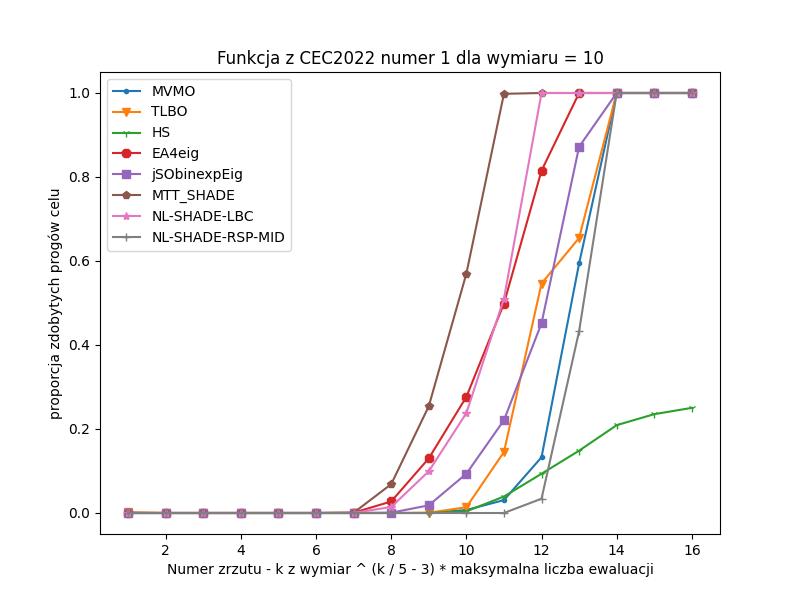 Funkcja z CEC2022 numer 1 dla wymiaru = 10
MVMO
TLBO
HS
EA4eig
jSObinexpEig
MTT_SHADE
NL-SHADE-LBC
NL-SHADE-RSP-MID
proporcja zdobytych progów celu
1.0
0.8
0.6
0.4
0.2
0.0
2 4 6 8 10 12 14 16
Numer zrzutu - k z wymiar ^ (k / 5 - 3) * maksymalna liczba ewaluacji